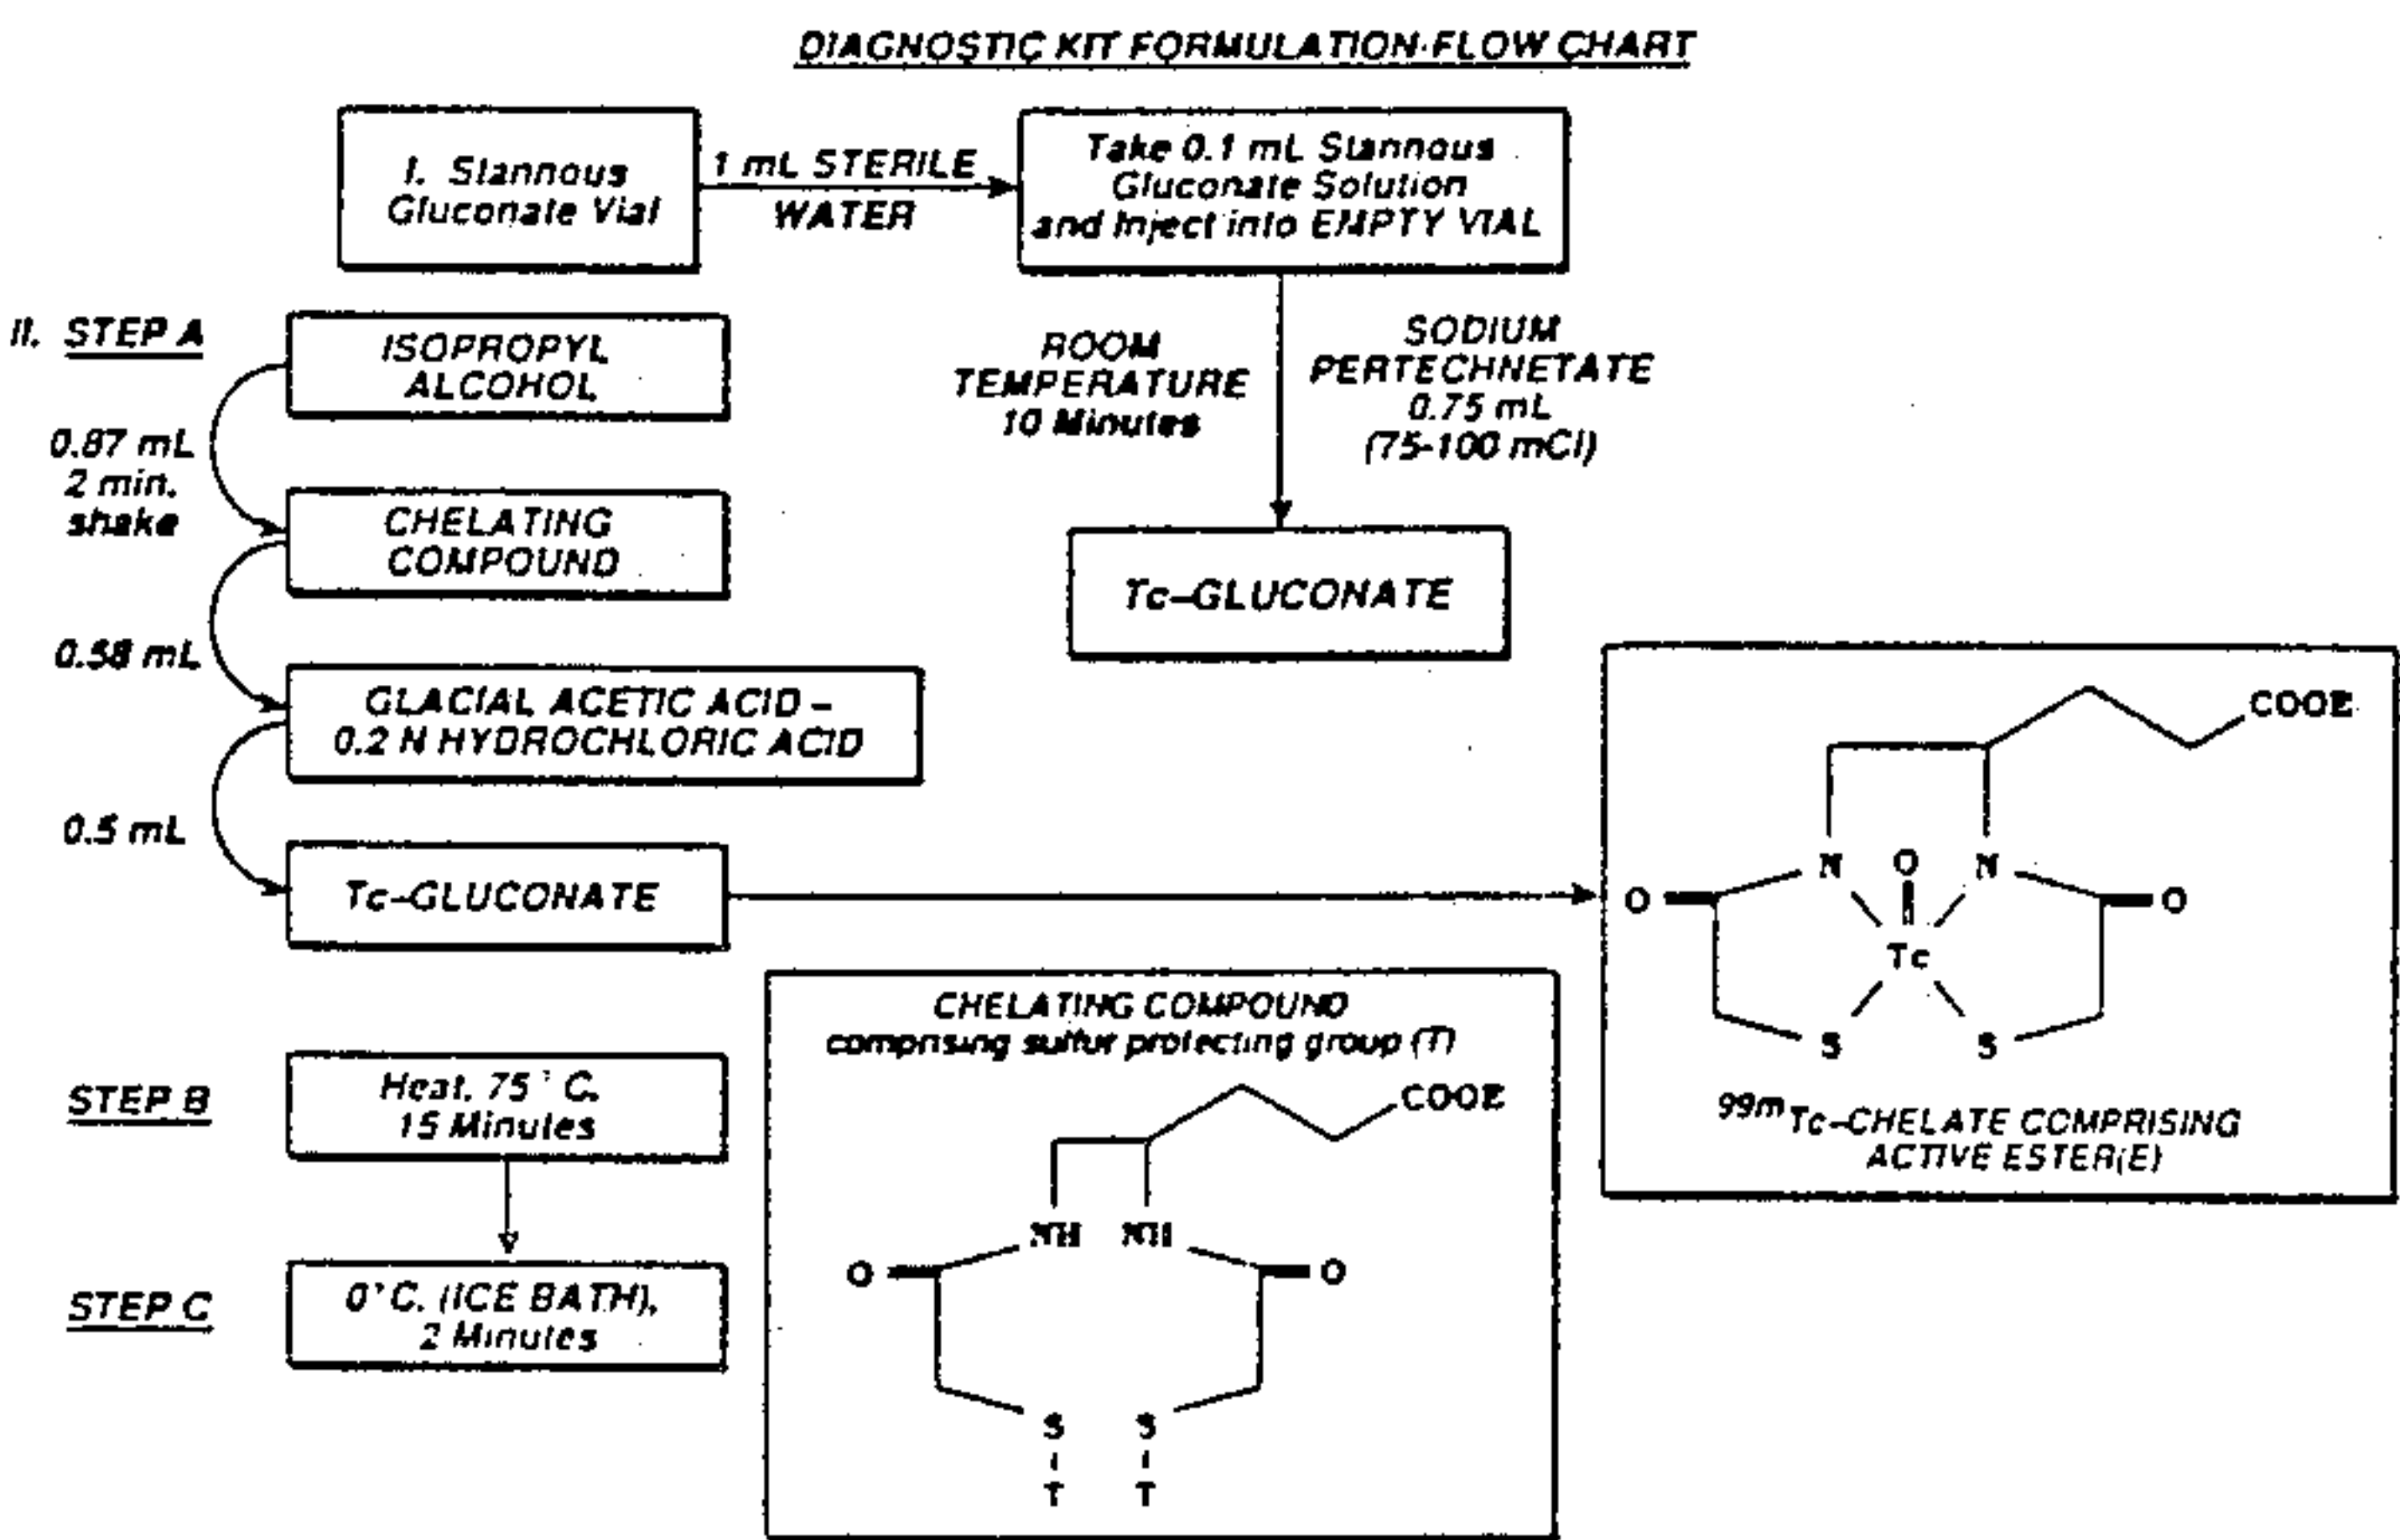 DIAGNOSTIC KIT FORMULATION-FLOW CHART
I. Stannous
Gluconate Vial
1 mL STERILE
WATER
Take 0.1 mL Stannous
Gluconate Solution
and Inject into EMPTY VIAL
ROOM
TEMPERATURE
10 Minutes
SODIUM
PERTECHNETATE
0.75 mL
(75-100 mCi)
Tc-GLUCONATE
II. STEP A
ISOPROPYL
ALCOHOL
0.87 mL
2 min.
shake
CHELATING
COMPOUND
0.58 mL
GLACIAL ACETIC ACID –
0.2 N HYDROCHLORIC ACID
0.5 mL
Tc-GLUCONATE
COOE
N O N
O O
Tc
S S
99mTc-CHELATE COMPRISING
ACTIVE ESTER(E)
STEP B
Heat, 75° C.
15 Minutes
STEP C
0° C. (ICE BATH),
2 Minutes
CHELATING COMPOUND
comprising sulfur protecting group (T)
COOE
NH NH
O O
S S
T T